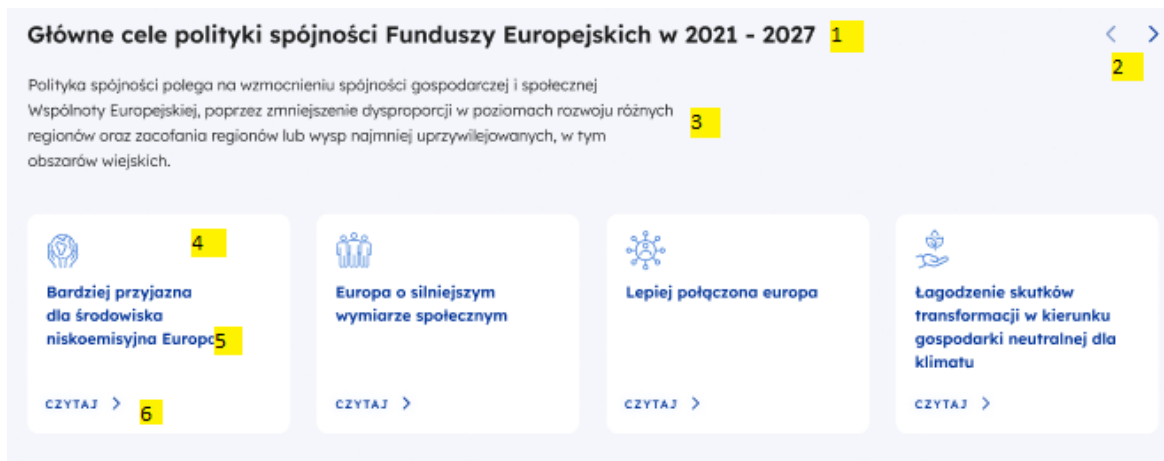 Główne cele polityki spójności Funduszy Europejskich w 2021 - 2027 1
2
Polityka spójności polega na wzmocnieniu spójności gospodarczej i społecznej
Wspólnoty Europejskiej, poprzez zmniejszenie dysproporcji w poziomach rozwoju różnych
3
regionów oraz zacofania regionów lub wysp najmniej uprzywilejowanych, w tym
obszarów wiejskich.
4
Bardziej przyjazna
dla środowiska
niskoemisyjna Europa 5
CZYTAJ > 6
Europa o silniejszym
wymiarze społecznym
CZYTAJ >
Lepiej połączona europa
CZYTAJ >
Łagodzenie skutków
transformacji w kierunku
gospodarki neutralnej dla
klimatu
CZYTAJ >